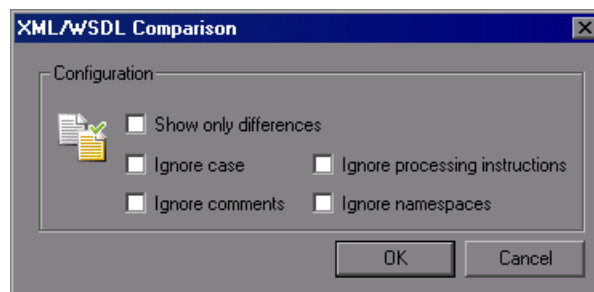 XML/WSDL Comparison
Configuration
Show only differences
Ignore case Ignore processing instructions
Ignore comments Ignore namespaces
OK Cancel